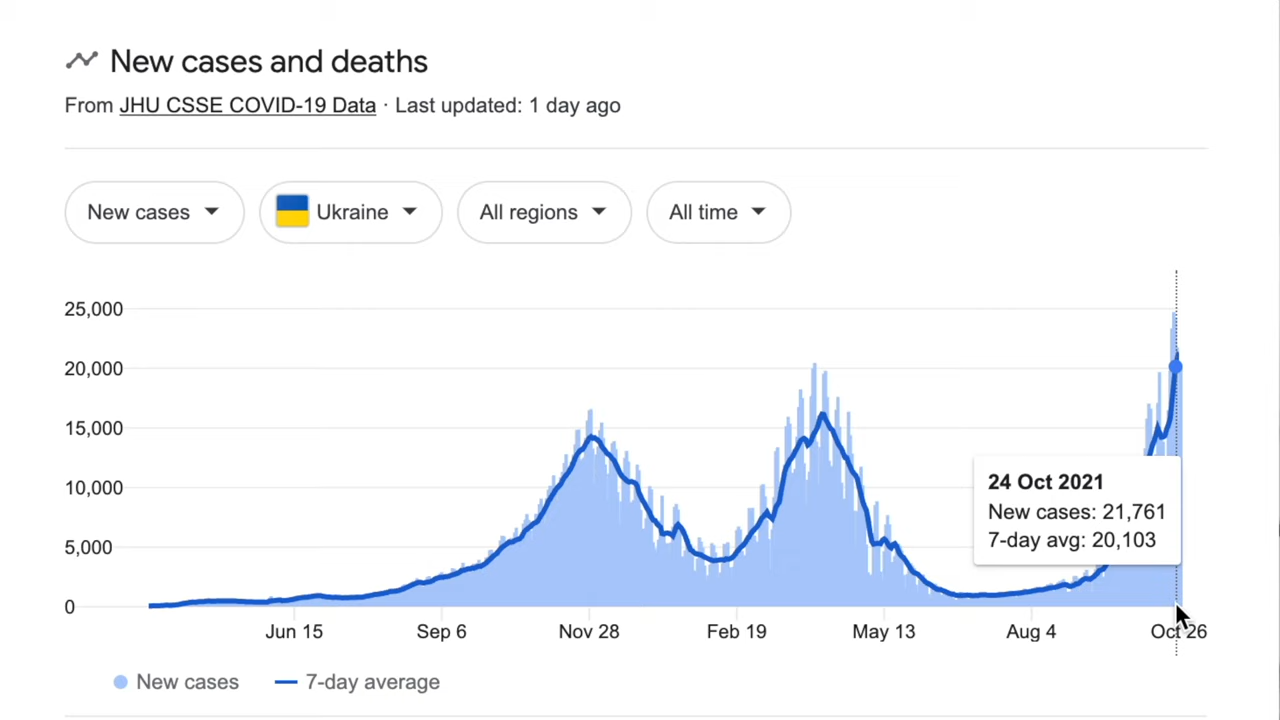 New cases and deaths
From JHU CSSE COVID-19 Data · Last updated: 1 day ago
New cases
Ukraine
All regions
All time
25,000
20,000
15,000
10,000
5,000
0
24 Oct 2021
New cases: 21,761
7-day avg: 20,103
Jun 15
Sep 6
Nov 28
Feb 19
May 13
Aug 4
Oct 26
New cases
7-day average